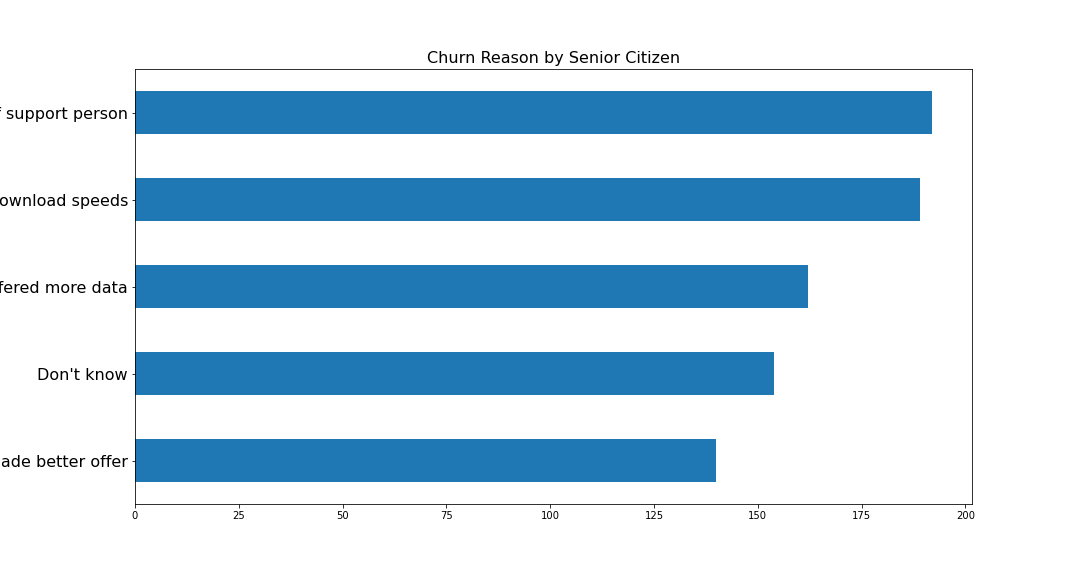 Churn Reason by Senior Citizen
support person
ownload speeds
fered more data
Don't know
ade better offer
0 25 50 75 100 125 150 175 200